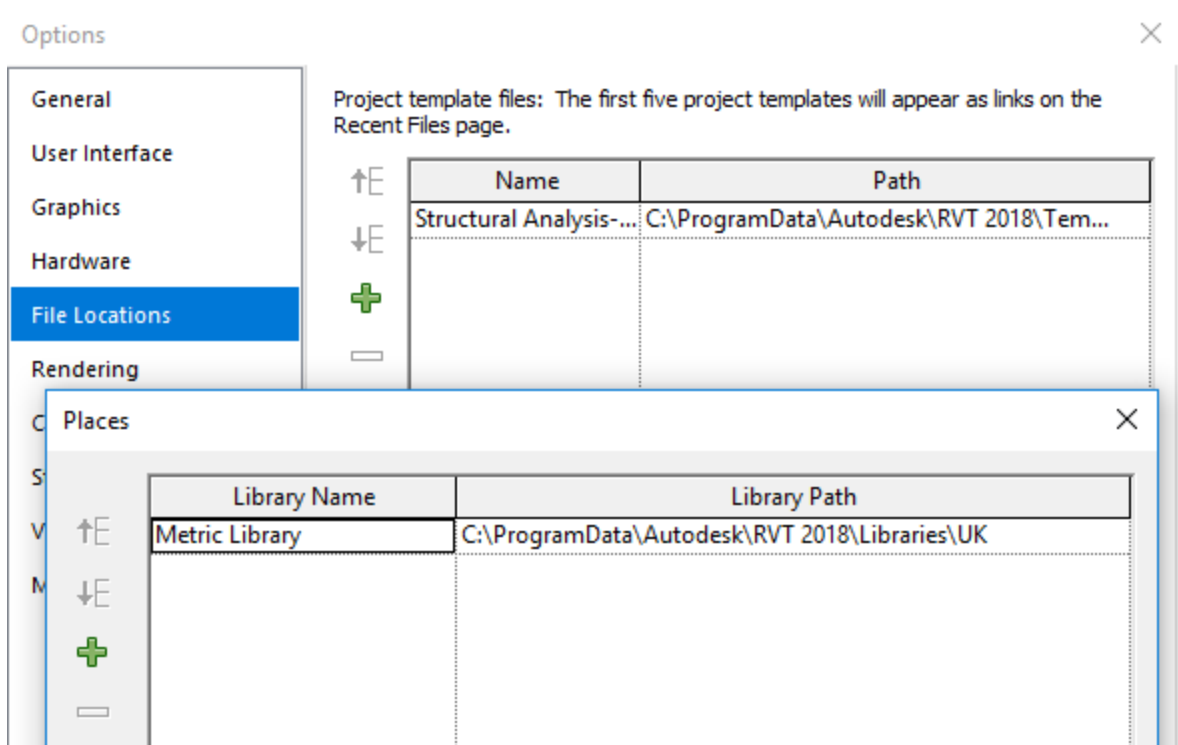 Options
General
User Interface
Graphics
Hardware
File Locations
Rendering
C
S
V
M
Project template files: The first five project templates will appear as links on the
Recent Files page.
Name Path
Structural Analysis-... C:\ProgramData\Autodesk\RVT 2018\Tem...
Places
Library Name Library Path
Metric Library C:\ProgramData\Autodesk\RVT 2018\Libraries\UK